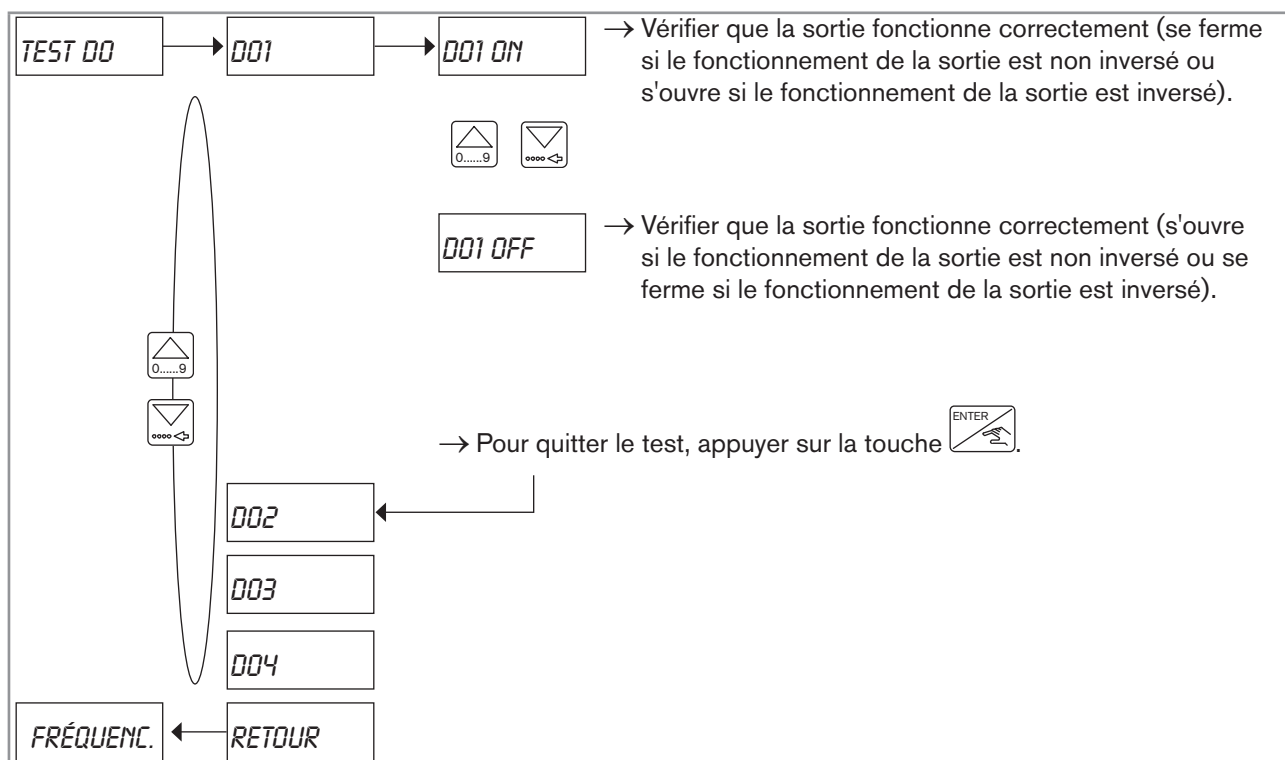 TEST DO
DO1
DO1 ON
→ Vérifier que la sortie fonctionne correctement (se ferme
si le fonctionnement de la sortie est non inversé ou
s'ouvre si le fonctionnement de la sortie est inversé).
0......9
DO1 OFF
→ Vérifier que la sortie fonctionne correctement (s'ouvre
si le fonctionnement de la sortie est non inversé ou se
ferme si le fonctionnement de la sortie est inversé).
0......9
→ Pour quitter le test, appuyer sur la touche ENTER.
DO2
DO3
DO4
FRÉQUENC.
RETOUR